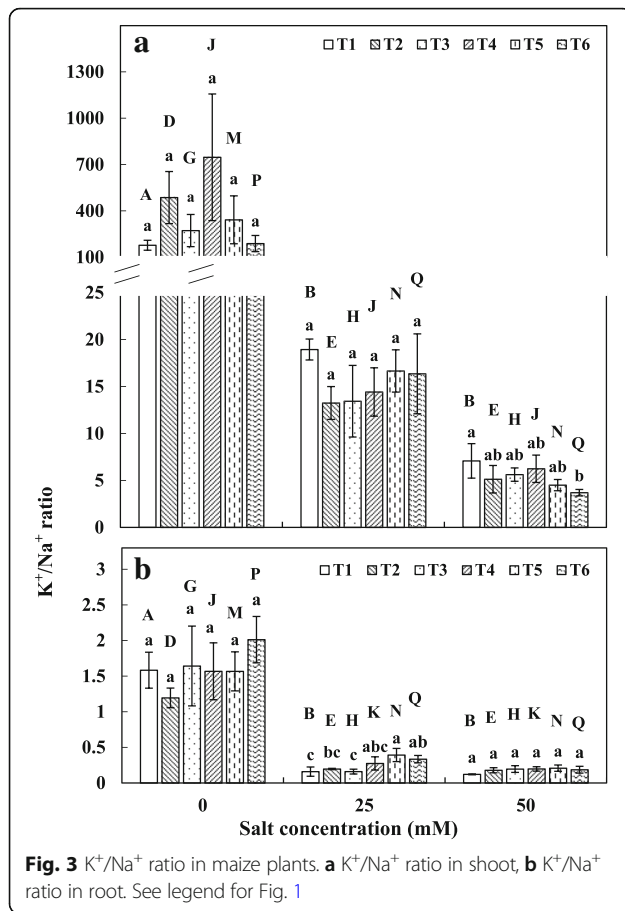 a
T1 T2 T3 T4 T5 T6
1300
1000
700
400
100
25
20
15
10
5
0
A D G J M P
a a a a a a
B E H J N Q
a a a a a a
B E H J N Q
a ab ab ab ab b
K⁺/Na⁺ ratio
b
T1 T2 T3 T4 T5 T6
3
2.5
2
1.5
1
0.5
0
A D G J M P
a a a a a a
B E H K N Q
c bc c abc a ab
B E H K N Q
a a a a a a
0 25 50
Salt concentration (mM)
Fig. 3 K⁺/Na⁺ ratio in maize plants. a K⁺/Na⁺ ratio in shoot, b K⁺/Na⁺
ratio in root. See legend for Fig. 1